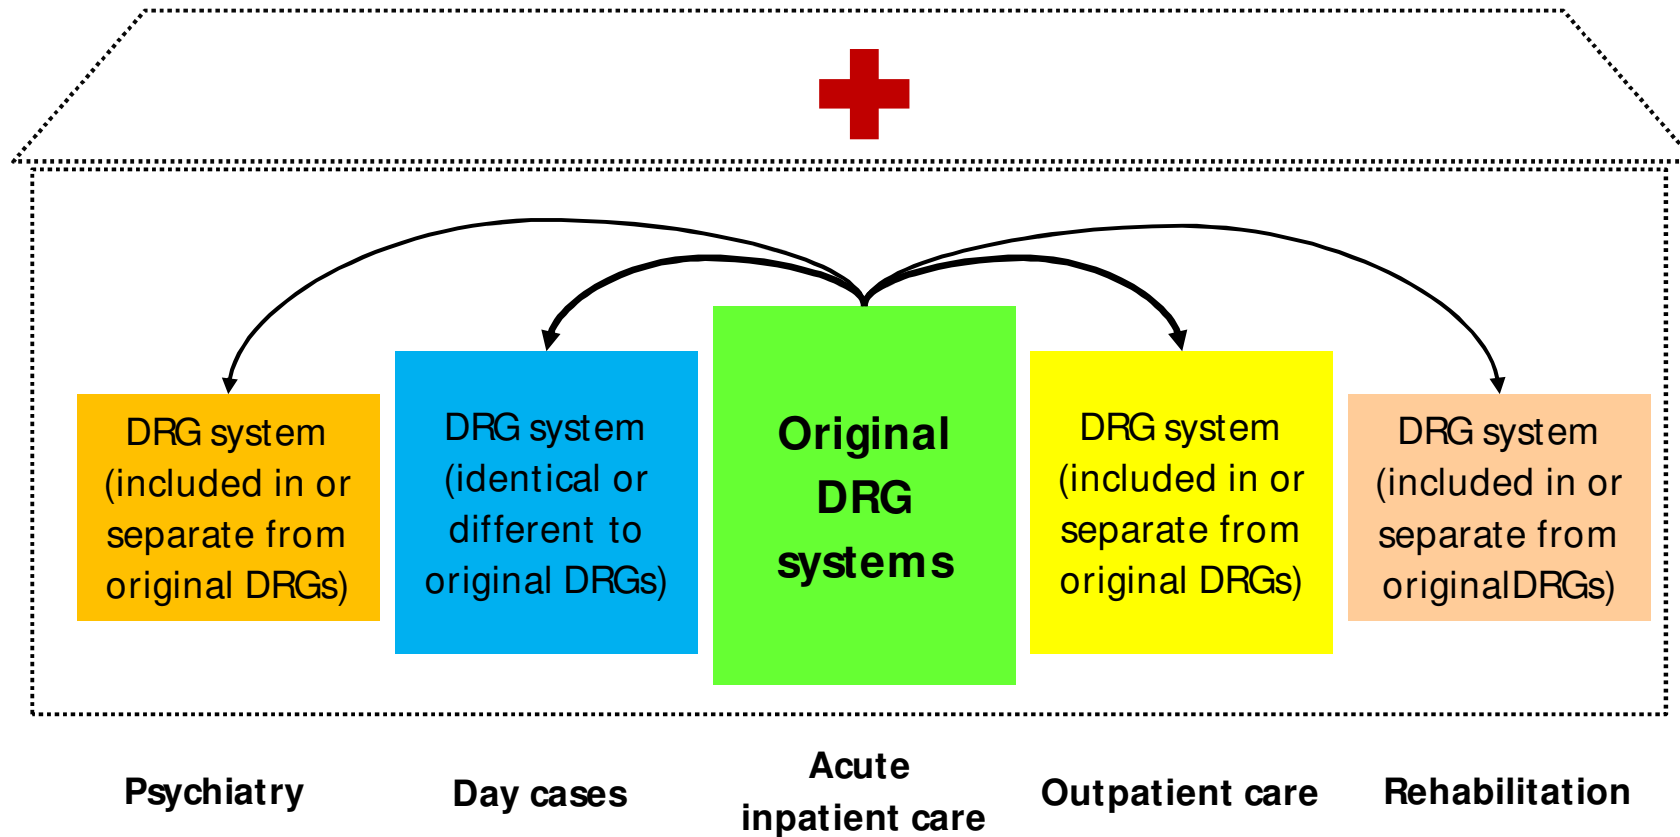 DRG system
(included in or
separate from
original DRGs)
DRG system
(identical or
different to
original DRGs)
Original
DRG
systems
DRG system
(included in or
separate from
original DRGs)
DRG system
(included in or
separate from
originalDRGs)
Psychiatry
Day cases
Acute
inpatient care
Outpatient care
Rehabilitation